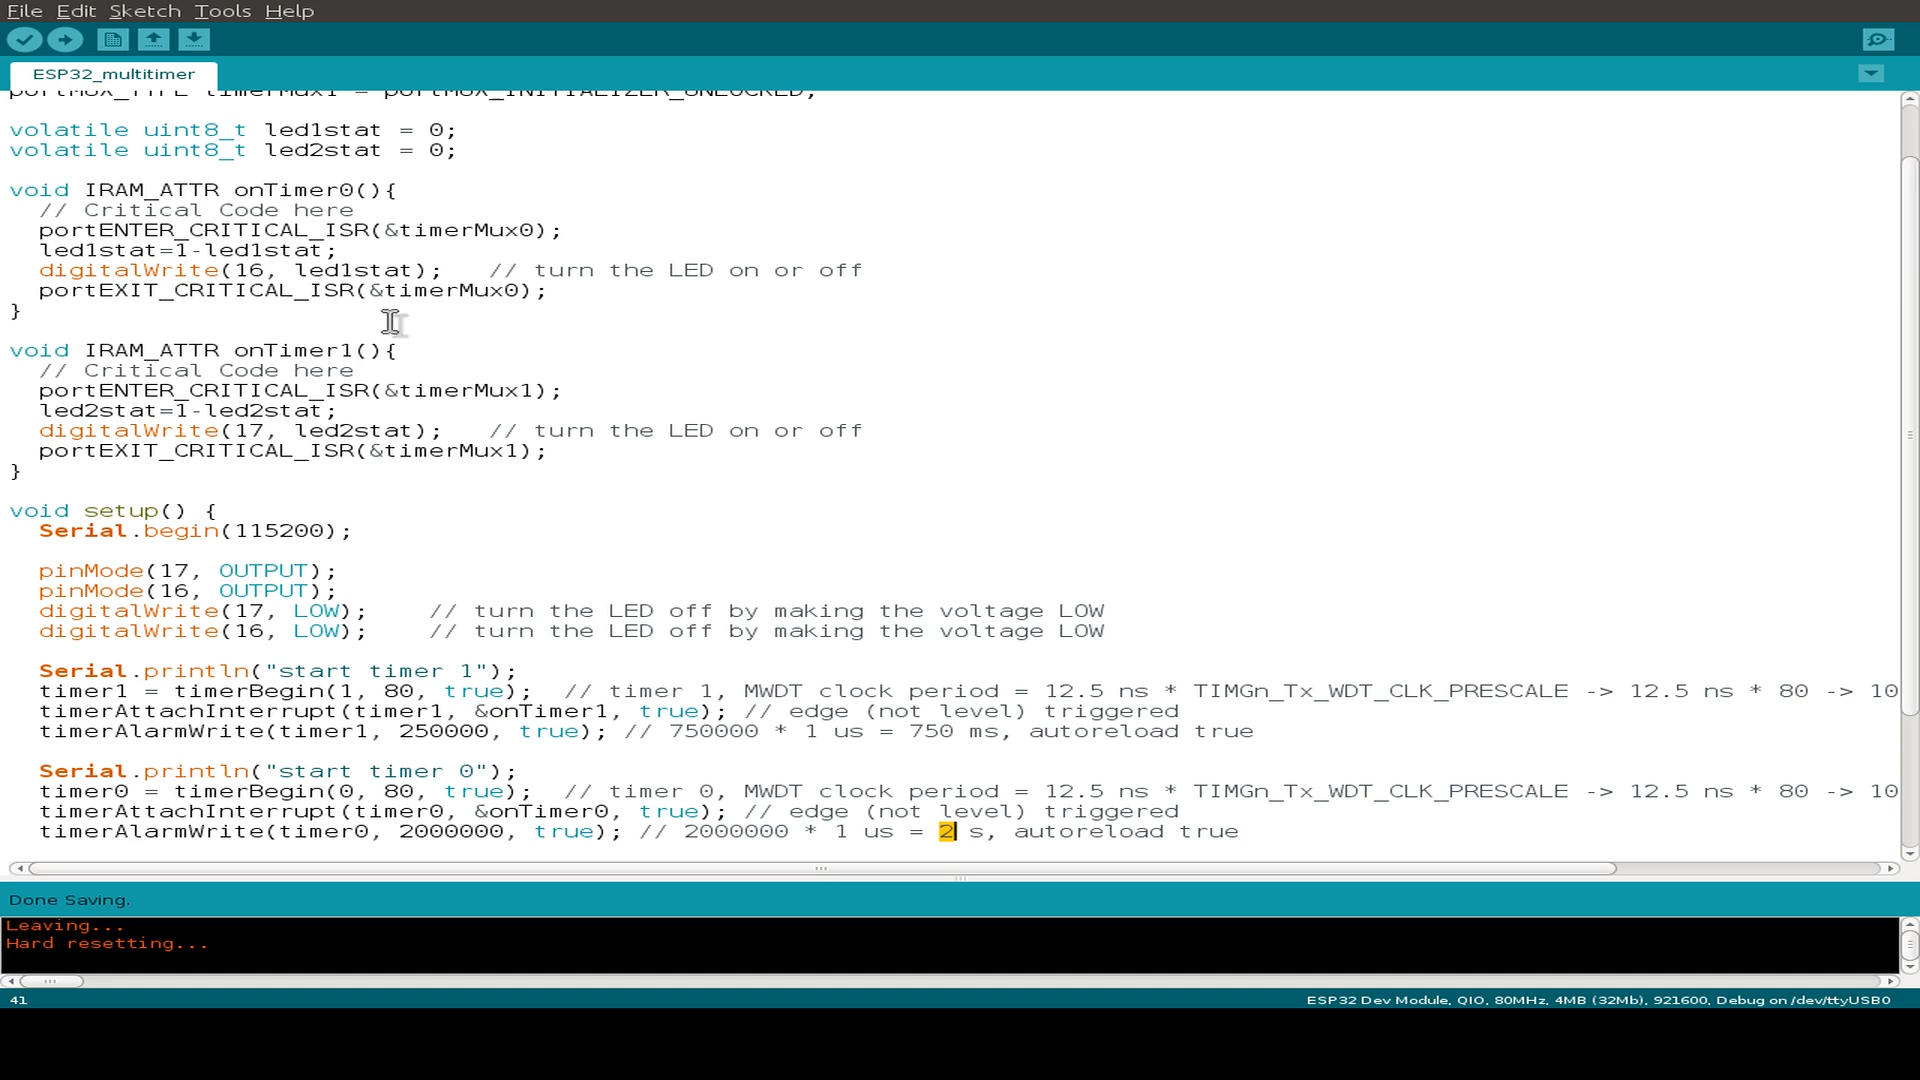 File Edit Sketch Tools Help
ESP32_multitimer
portMUX_TYPE timerMux1 = portMUX_INITIALIZER_UNLOCKED;
volatile uint8_t led1stat = 0;
volatile uint8_t led2stat = 0;
void IRAM_ATTR onTimer0(){
// Critical Code here
portENTER_CRITICAL_ISR(&timerMux0);
led1stat=1-led1stat;
digitalWrite(16, led1stat);   // turn the LED on or off
portEXIT_CRITICAL_ISR(&timerMux0);
}
void IRAM_ATTR onTimer1(){
// Critical Code here
portENTER_CRITICAL_ISR(&timerMux1);
led2stat=1-led2stat;
digitalWrite(17, led2stat);   // turn the LED on or off
portEXIT_CRITICAL_ISR(&timerMux1);
}
void setup() {
Serial.begin(115200);
pinMode(17, OUTPUT);
pinMode(16, OUTPUT);
digitalWrite(17, LOW);    // turn the LED off by making the voltage LOW
digitalWrite(16, LOW);    // turn the LED off by making the voltage LOW
Serial.println("start timer 1");
timer1 = timerBegin(1, 80, true);  // timer 1, MWDT clock period = 12.5 ns * TIMGn_Tx_WDT_CLK_PRESCALE -> 12.5 ns * 80 -> 10
timerAttachInterrupt(timer1, &onTimer1, true); // edge (not level) triggered
timerAlarmWrite(timer1, 250000, true); // 750000 * 1 us = 750 ms, autoreload true
Serial.println("start timer 0");
timer0 = timerBegin(0, 80, true);  // timer 0, MWDT clock period = 12.5 ns * TIMGn_Tx_WDT_CLK_PRESCALE -> 12.5 ns * 80 -> 10
timerAttachInterrupt(timer0, &onTimer0, true); // edge (not level) triggered
timerAlarmWrite(timer0, 2000000, true); // 2000000 * 1 us = 2 s, autoreload true
Done Saving.
Leaving...
Hard resetting...
41
ESP32 Dev Module, QIO, 80MHz, 4MB (32Mb), 921600, Debug on /dev/ttyUSB0